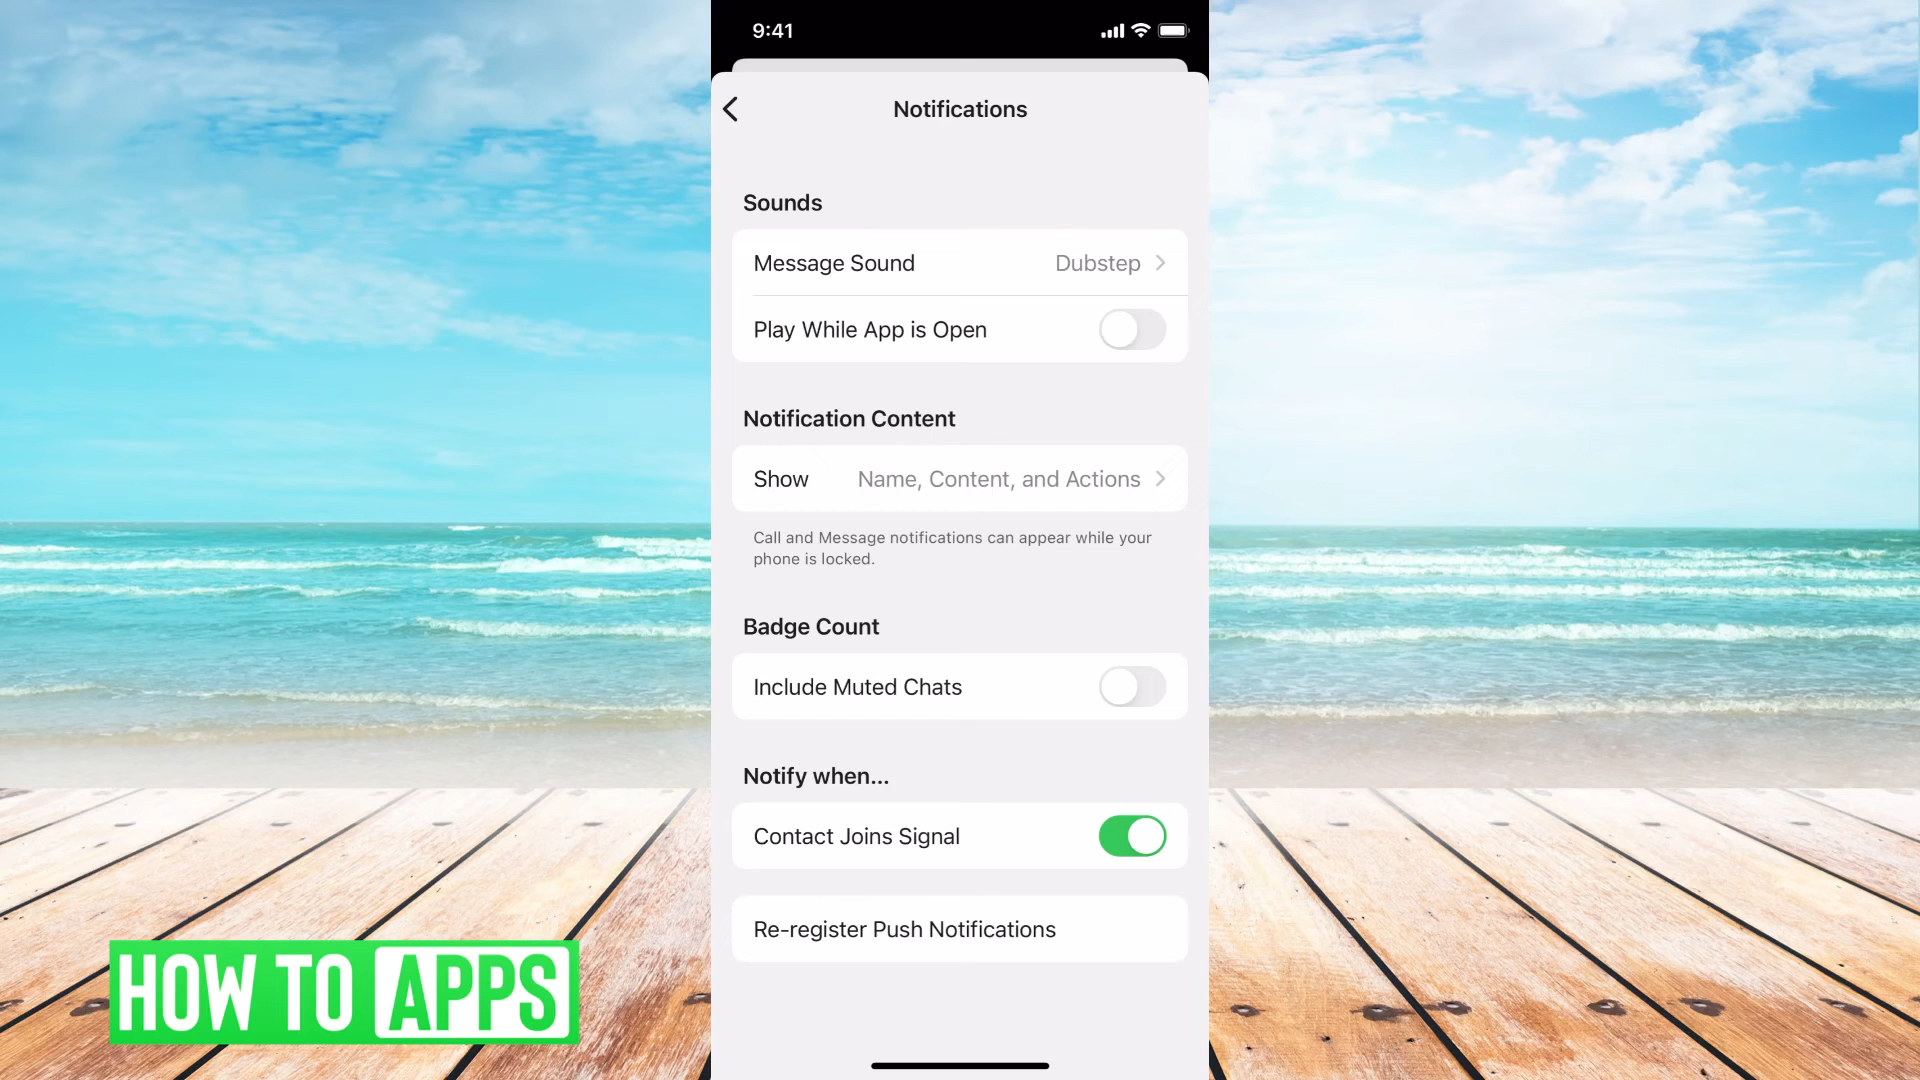 9:41
Notifications
Sounds
Message Sound Dubstep
Play While App is Open
Notification Content
Show Name, Content, and Actions
Call and Message notifications can appear while your
phone is locked.
Badge Count
Include Muted Chats
Notify when...
Contact Joins Signal
Re-register Push Notifications
HOW TO APPS